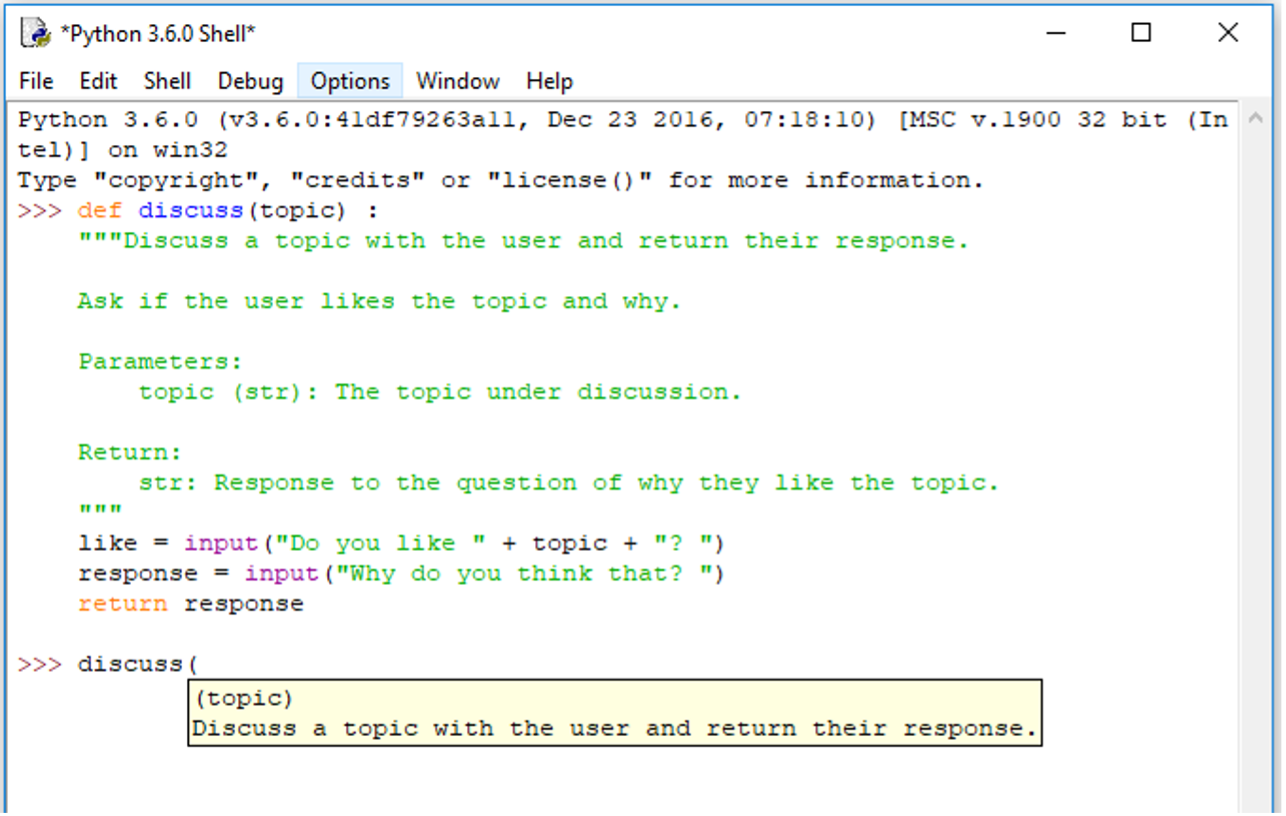 *Python 3.6.0 Shell*
File Edit Shell Debug Options Window Help
Python 3.6.0 (v3.6.0:41df79263a11, Dec 23 2016, 07:18:10) [MSC v.1900 32 bit (In
tel)] on win32
Type "copyright", "credits" or "license()" for more information.
>>> def discuss(topic) :
    """Discuss a topic with the user and return their response.

    Ask if the user likes the topic and why.

    Parameters:
        topic (str): The topic under discussion.

    Return:
        str: Response to the question of why they like the topic.
    """
    like = input("Do you like " + topic + "? ")
    response = input("Why do you think that? ")
    return response

>>> discuss(
(topic)
Discuss a topic with the user and return their response.